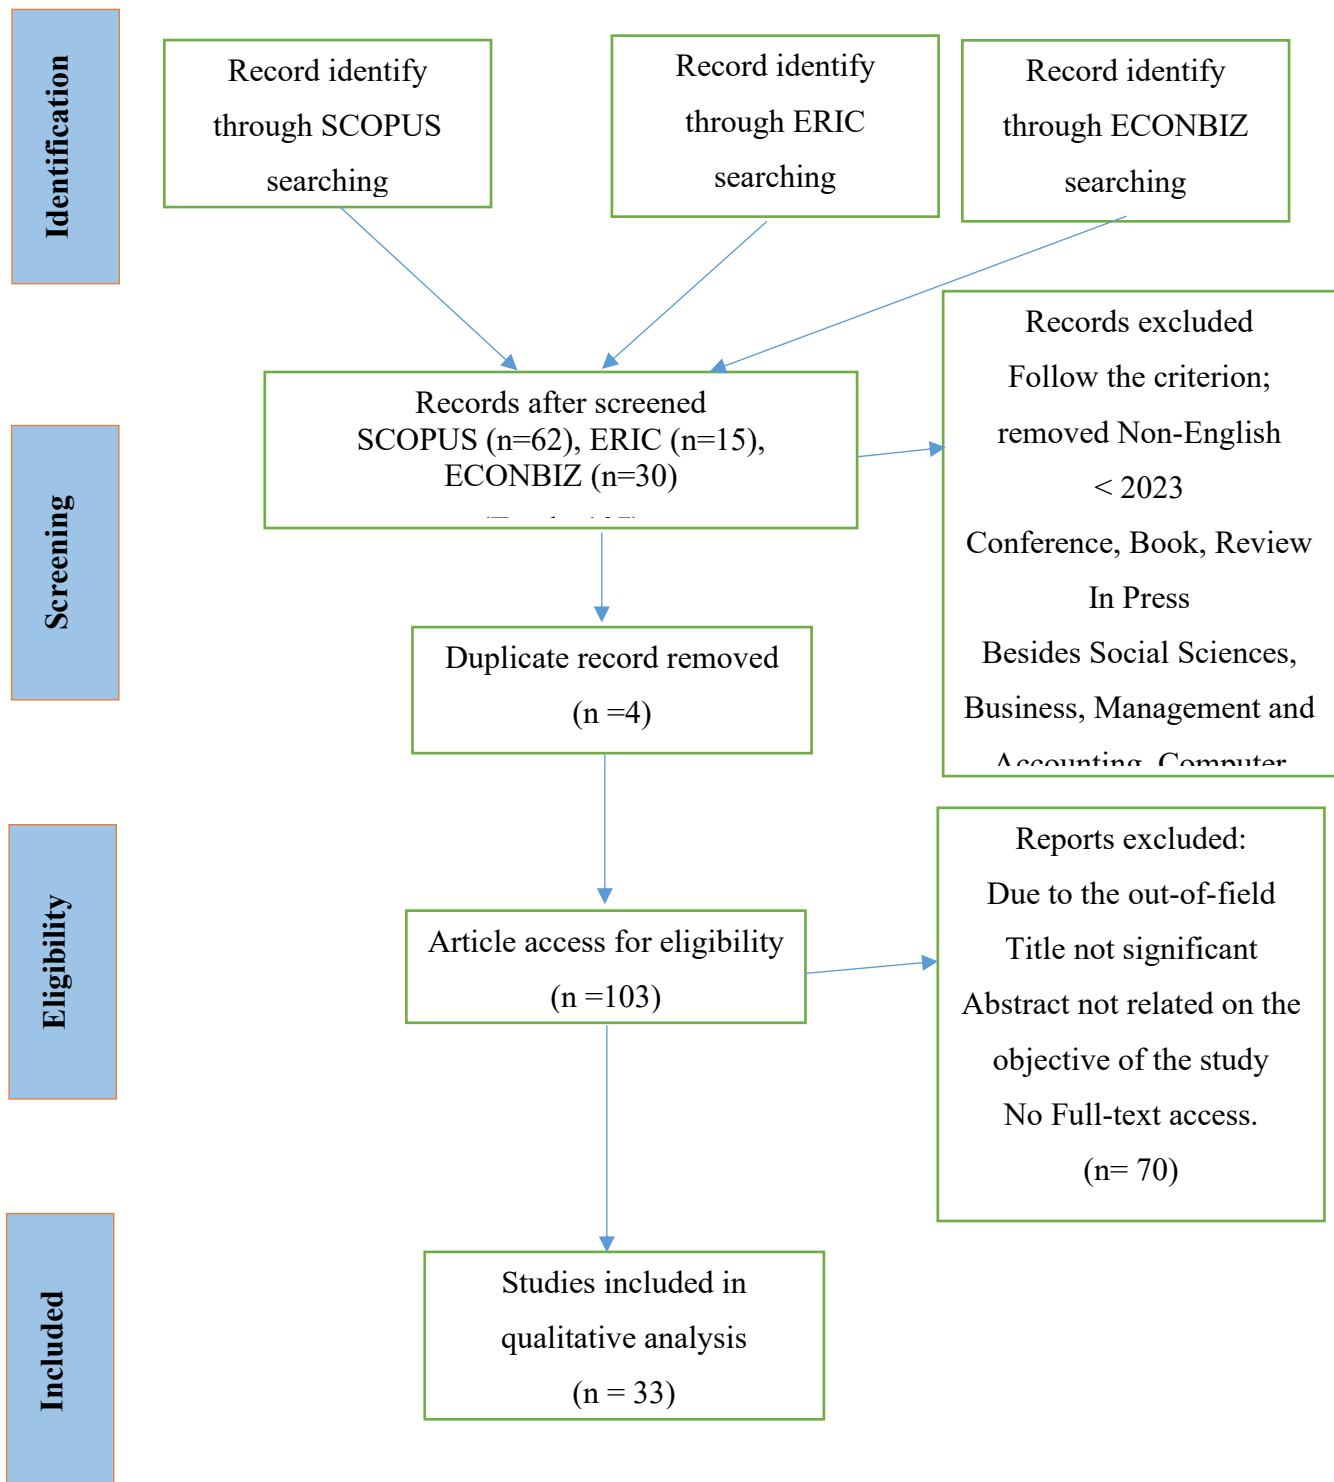 Identification
Record identify
through SCOPUS
searching
Record identify
through ERIC
searching
Record identify
through ECONBIZ
searching
Screening
Records after screened
SCOPUS (n=62), ERIC (n=15),
ECONBIZ (n=30)
Records excluded
Follow the criterion;
removed Non-English
< 2023
Conference, Book, Review
In Press
Besides Social Sciences,
Business, Management and
Accounting, Computer
Duplicate record removed
(n =4)
Eligibility
Article access for eligibility
(n =103)
Reports excluded:
Due to the out-of-field
Title not significant
Abstract not related on the
objective of the study
No Full-text access.
(n= 70)
Included
Studies included in
qualitative analysis
(n = 33)